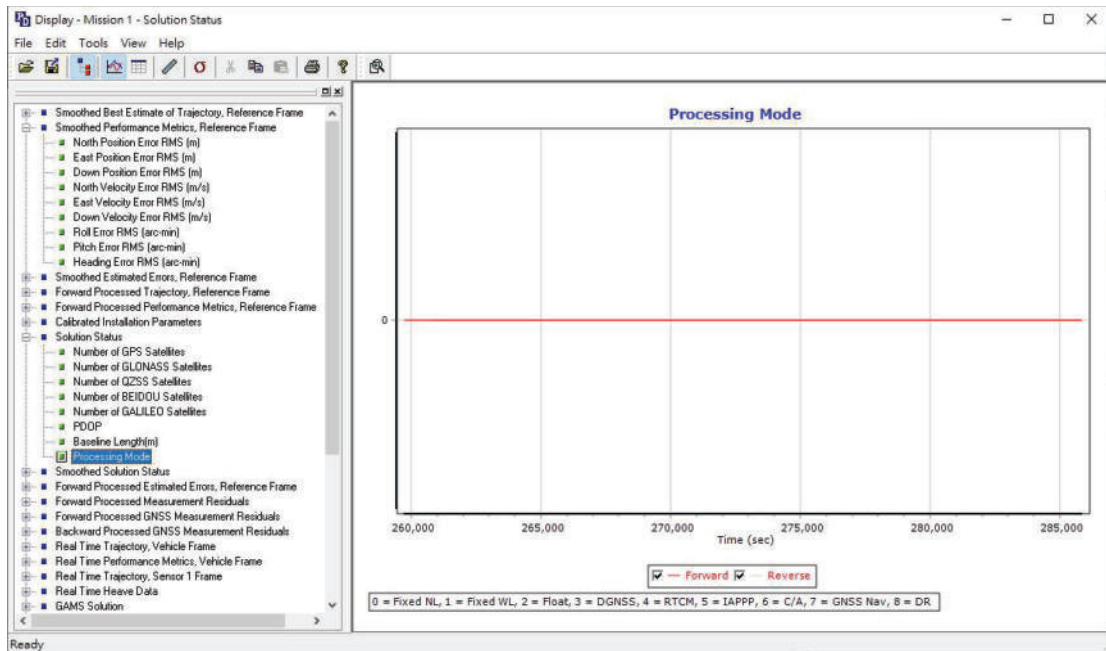 Display - Mission 1 - Solution Status
File Edit Tools View Help
Smoothed Best Estimate of Trajectory, Reference Frame
Smoothed Performance Metrics, Reference Frame
North Position Error RMS (m)
East Position Error RMS (m)
Down Position Error RMS (m)
North Velocity Error RMS (m/s)
East Velocity Error RMS (m/s)
Down Velocity Error RMS (m/s)
Roll Error RMS (arc-min)
Pitch Error RMS (arc-min)
Heading Error RMS (arc-min)
Smoothed Estimated Errors, Reference Frame
Forward Processed Trajectory, Reference Frame
Forward Processed Performance Metrics, Reference Frame
Calibrated Installation Parameters
Solution Status
Number of GPS Satellites
Number of GLONASS Satellites
Number of QZSS Satellites
Number of BEIDOU Satellites
Number of GALILEO Satellites
PDOP
Baseline Length(m)
Processing Mode
Smoothed Solution Status
Forward Processed Estimated Errors, Reference Frame
Forward Processed Measurement Residuals
Forward Processed GNSS Measurement Residuals
Backward Processed GNSS Measurement Residuals
Real Time Trajectory, Vehicle Frame
Real Time Performance Metrics, Vehicle Frame
Real Time Trajectory, Sensor 1 Frame
Real Time Heave Data
GAMS Solution
Processing Mode
0
260,000 265,000 270,000 275,000 280,000 285,000
Time (sec)
Forward Reverse
0 = Fixed NL, 1 = Fixed WL, 2 = Float, 3 = DGNSS, 4 = RTCM, 5 = IAPPP, 6 = C/A, 7 = GNSS Nav, 8 = DR
Ready